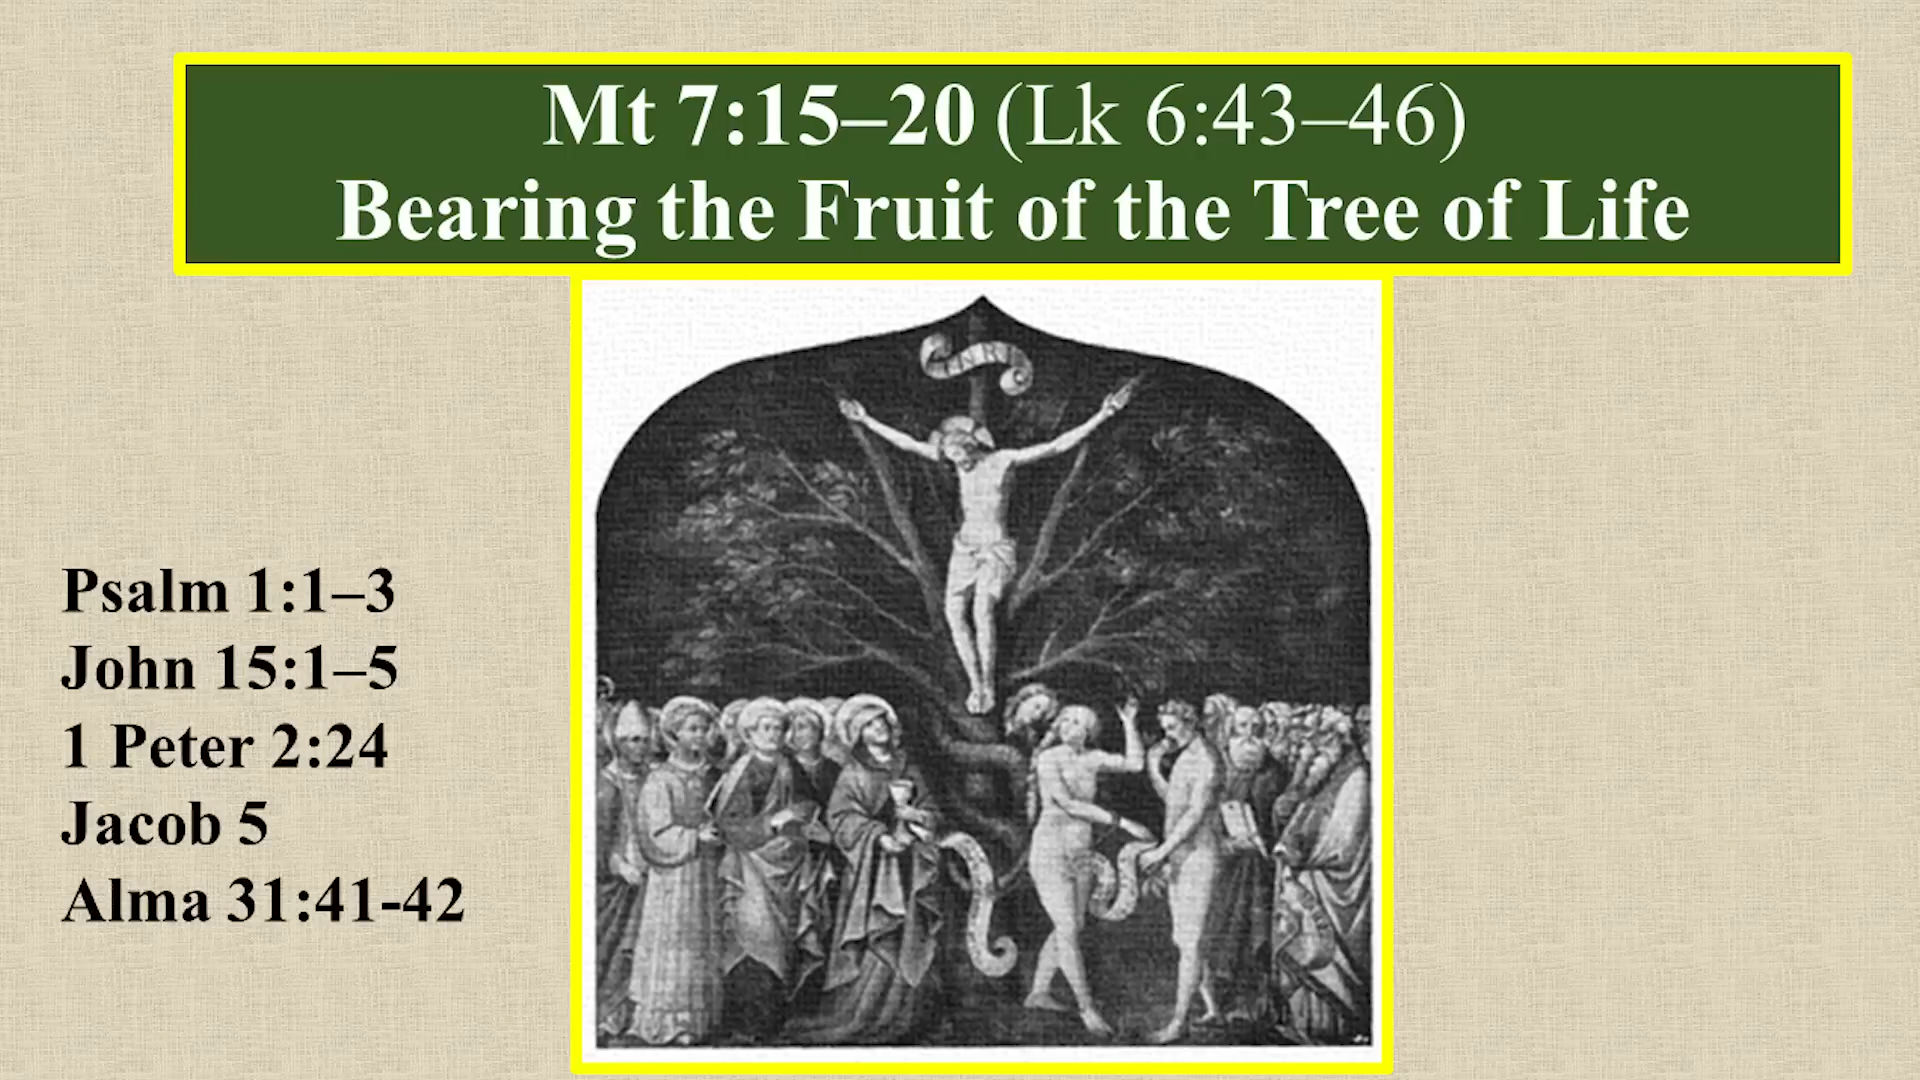 Mt 7:15–20 (Lk 6:43–46)
Bearing the Fruit of the Tree of Life
Psalm 1:1–3
John 15:1–5
1 Peter 2:24
Jacob 5
Alma 31:41-42